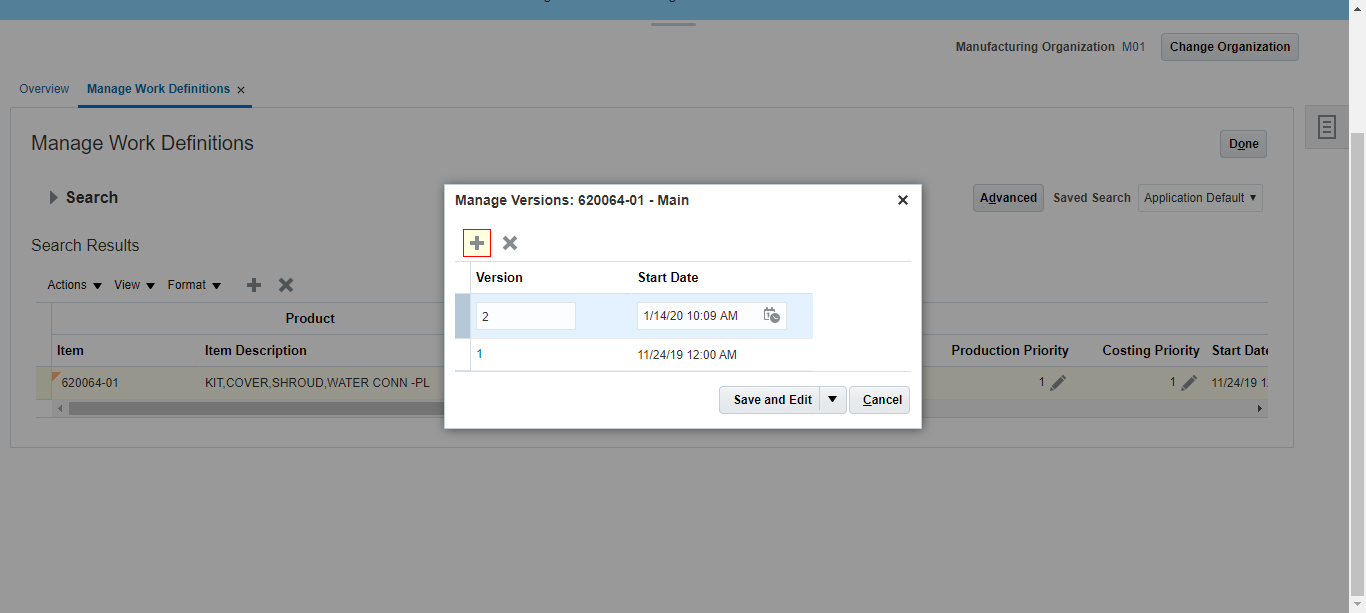 Manufacturing Organization M01 Change Organization
Overview Manage Work Definitions ×
Manage Work Definitions
Done
Search
Advanced Saved Search Application Default
Search Results
Actions View Format
Product
Item Item Description Production Priority Costing Priority Start Date
620064-01 KIT,COVER,SHROUD,WATER CONN -PL 1 1 11/24/19
Manage Versions: 620064-01 - Main
Version Start Date
2 1/14/20 10:09 AM
1 11/24/19 12:00 AM
Save and Edit Cancel